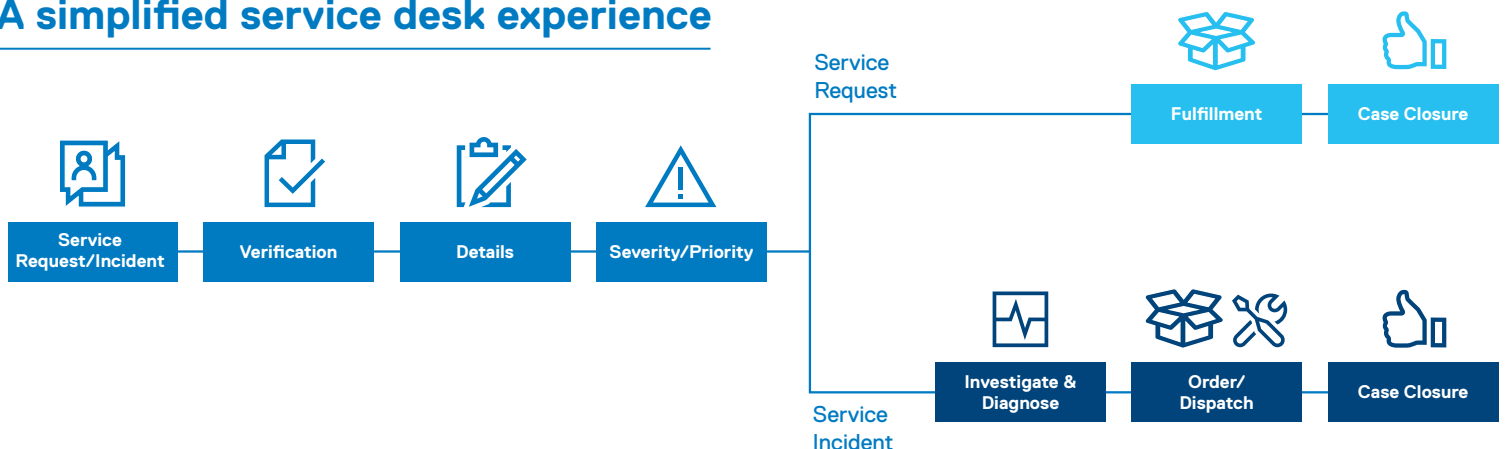 A simplified service desk experience
Service
Request
Fulfillment
Case Closure
Service
Request/Incident
Verification
Details
Severity/Priority
Investigate &
Diagnose
Order/
Dispatch
Case Closure
Service
Incident